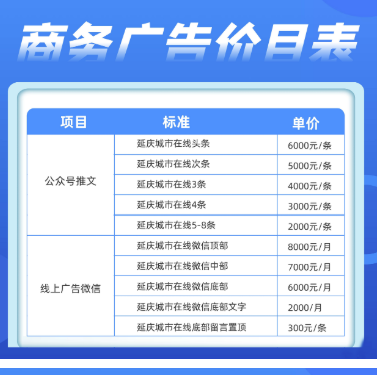 商务广告价目表
项目 标准 单价
公众号推文
延庆城市在线头条 6000元/条
延庆城市在线次条 5000元/条
延庆城市在线3条 4000元/条
延庆城市在线4条 3000元/条
延庆城市在线5-8条 2000元/条
线上广告微信
延庆城市在线微信顶部 8000元/月
延庆城市在线微信中部 7000元/月
延庆城市在线微信底部 6000元/月
延庆城市在线微信底部文字 2000/月
延庆城市在线底部留言置顶 300元/条